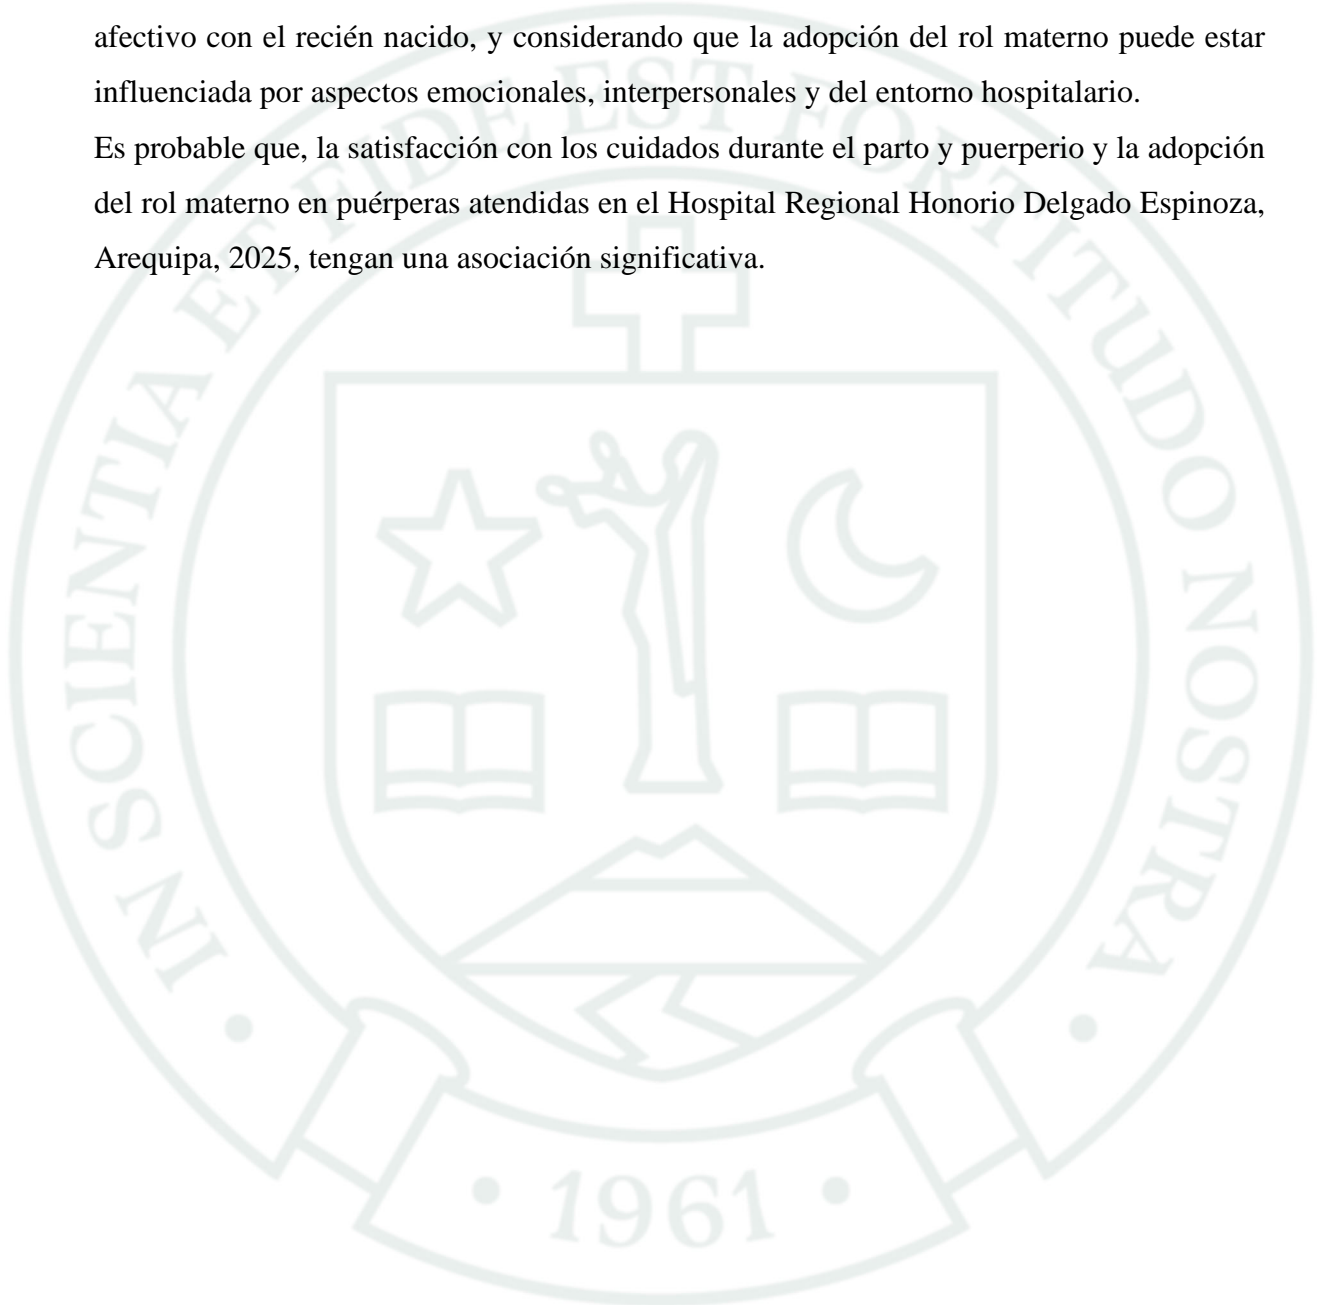 afectivo con el recién nacido, y considerando que la adopción del rol materno puede estar
influenciada por aspectos emocionales, interpersonales y del entorno hospitalario.
Es probable que, la satisfacción con los cuidados durante el parto y puerperio y la adopción
del rol materno en puérperas atendidas en el Hospital Regional Honorio Delgado Espinoza,
Arequipa, 2025, tengan una asociación significativa.
IN SCIENTIA ET FIDE EST FORTITUDO NOSTRA
• 1961 •